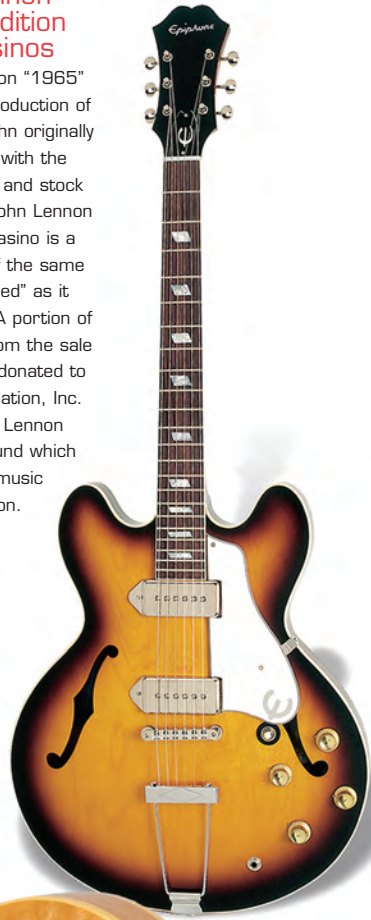 dition
sinos
on “1965”
roduction of
hn originally
with the
and stock
ohn Lennon
asino is a
f the same
ed” as it
A portion of
om the sale
donated to
ation, Inc.
Lennon
und which
music
on.
Epiphone